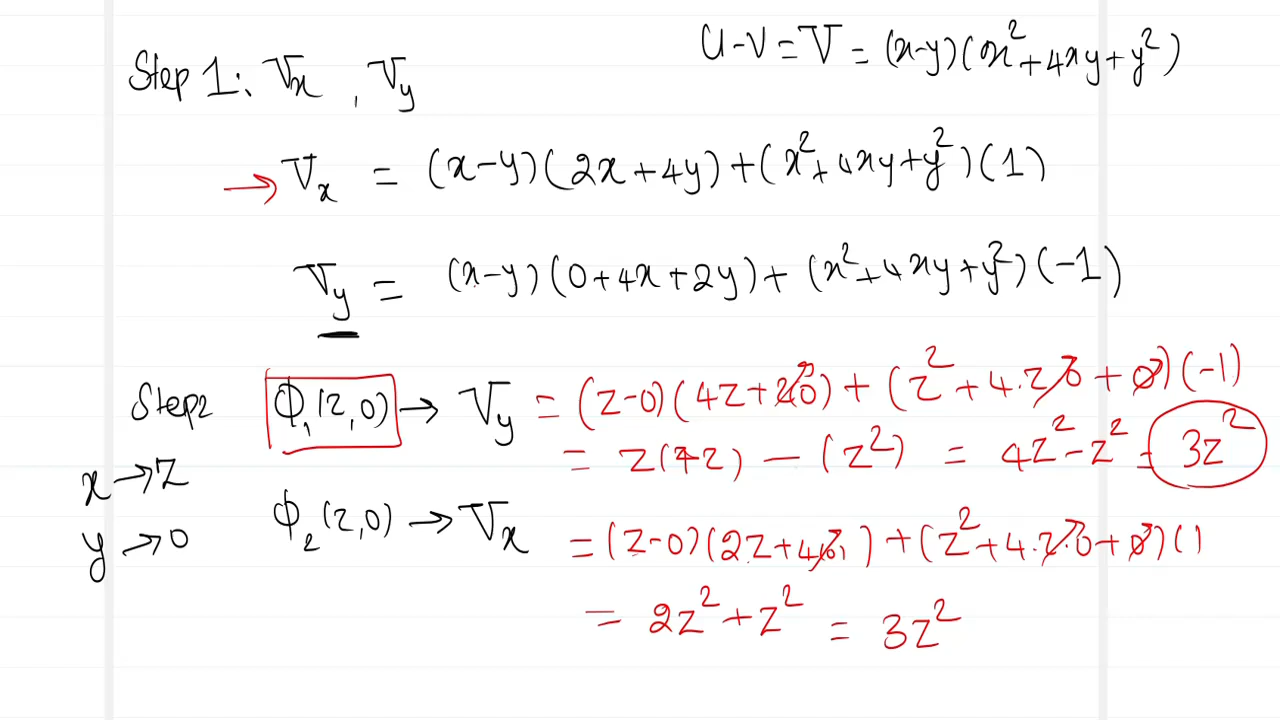 U-V = V = (x-y)(x²+4xy+y²)
Step 1: Vx , Vy
→ Vx = (x-y)(2x+4y)+(x²+4xy+y²)(1)
Vy = (x-y)(0+4x+2y)+(x²+4xy+y²)(-1)
Step2 ϕ₁(z,0) → Vy = (z-0)(4z+2.0)+(z²+4.z.0+0)(-1)
= z(4z) - (z²) = 4z²-z² = 3z²
x → z
y → 0
ϕ₂(z,0) → Vx = (z-0)(2z+4(0))+(z²+4.z.0+0)(1
= 2z²+z² = 3z²